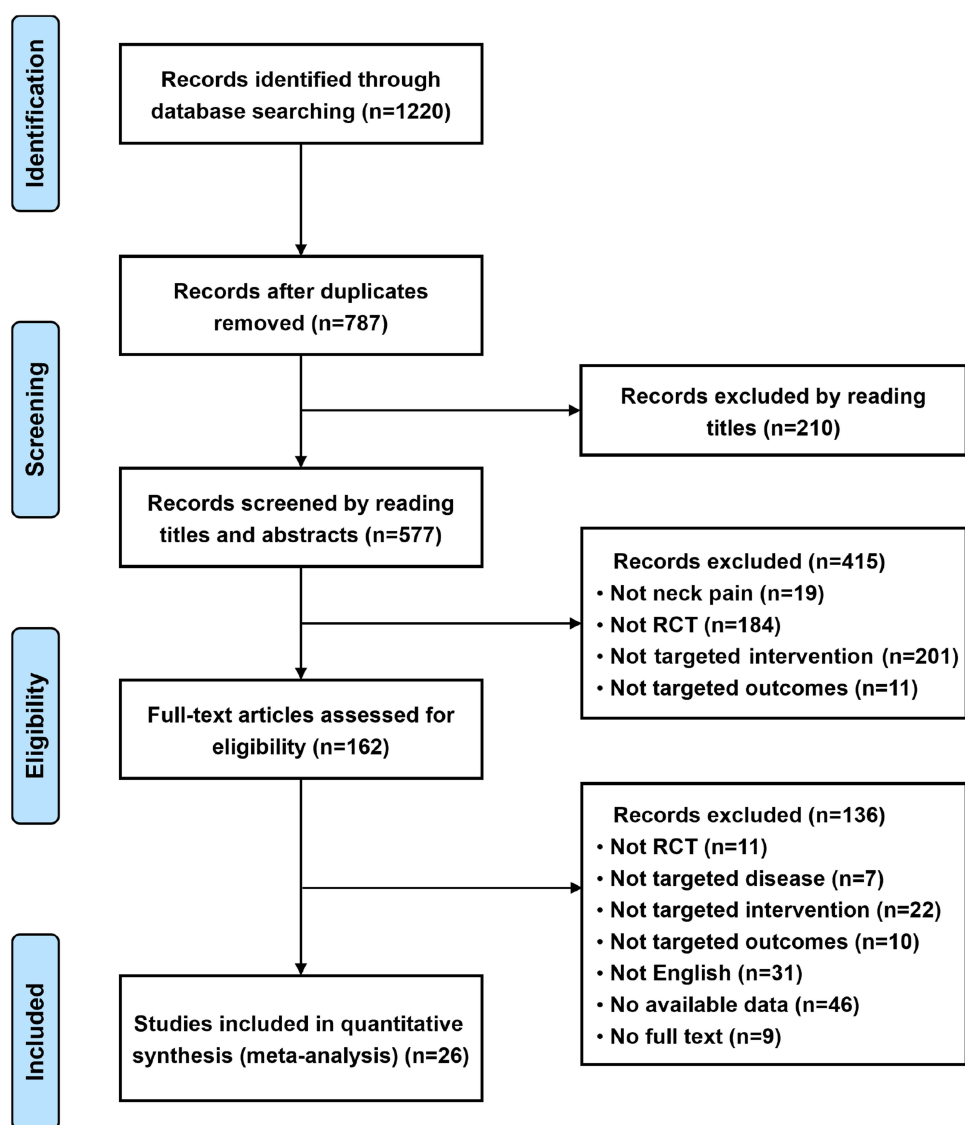 Identification
Records identified through
database searching (n=1220)
Records after duplicates
removed (n=787)
Screening
Records excluded by reading
titles (n=210)
Records screened by reading
titles and abstracts (n=577)
Records excluded (n=415)
• Not neck pain (n=19)
• Not RCT (n=184)
• Not targeted intervention (n=201)
• Not targeted outcomes (n=11)
Eligibility
Full-text articles assessed for
eligibility (n=162)
Records excluded (n=136)
• Not RCT (n=11)
• Not targeted disease (n=7)
• Not targeted intervention (n=22)
• Not targeted outcomes (n=10)
• Not English (n=31)
• No available data (n=46)
• No full text (n=9)
Included
Studies included in quantitative
synthesis (meta-analysis) (n=26)